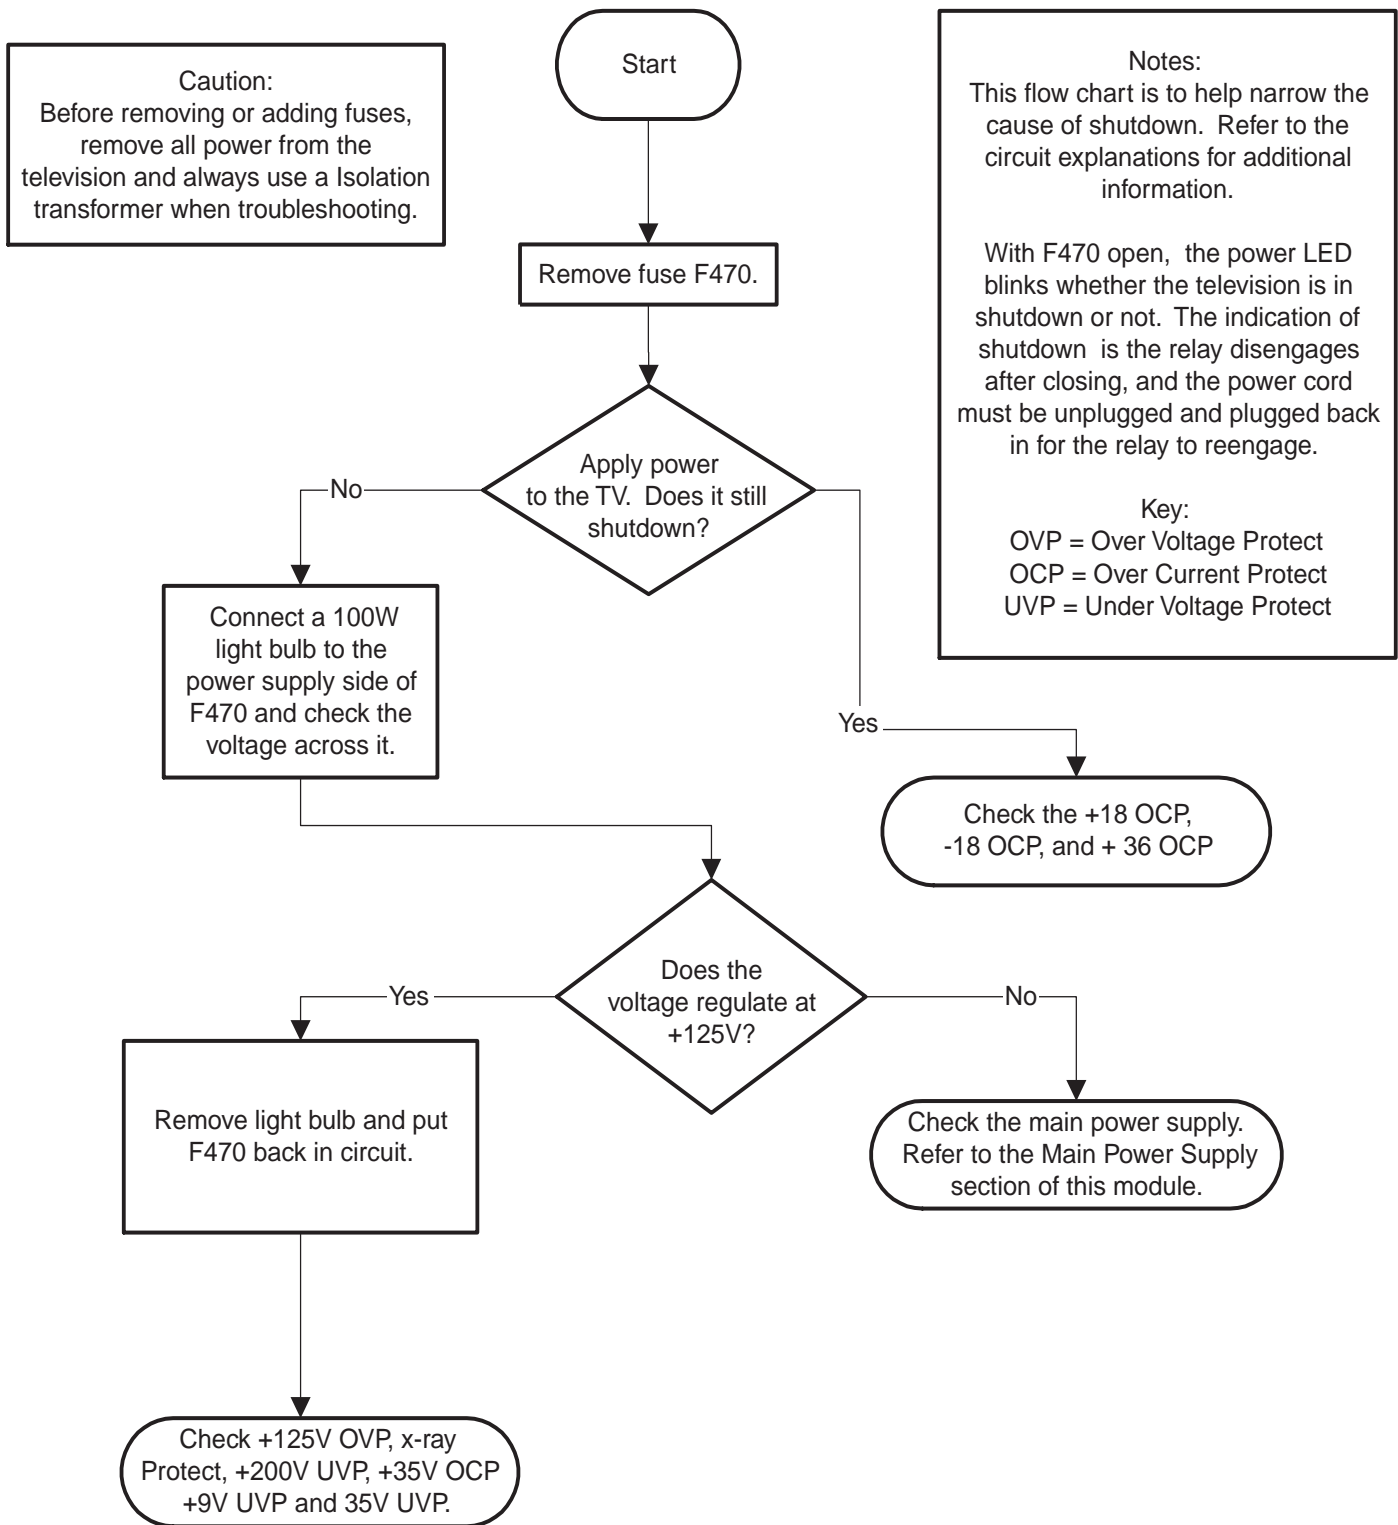 Caution:
Before removing or adding fuses,
remove all power from the
television and always use a Isolation
transformer when troubleshooting.
Start
Notes:
This flow chart is to help narrow the
cause of shutdown. Refer to the
circuit explanations for additional
information.
With F470 open, the power LED
blinks whether the television is in
shutdown or not. The indication of
shutdown is the relay disengages
after closing, and the power cord
must be unplugged and plugged back
in for the relay to reengage.
Key:
OVP = Over Voltage Protect
OCP = Over Current Protect
UVP = Under Voltage Protect
Remove fuse F470.
Apply power
to the TV. Does it still
shutdown?
No
Yes
Connect a 100W
light bulb to the
power supply side of
F470 and check the
voltage across it.
Check the +18 OCP,
-18 OCP, and + 36 OCP
Does the
voltage regulate at
+125V?
Yes
No
Remove light bulb and put
F470 back in circuit.
Check the main power supply.
Refer to the Main Power Supply
section of this module.
Check +125V OVP, x-ray
Protect, +200V UVP, +35V OCP
+9V UVP and 35V UVP.